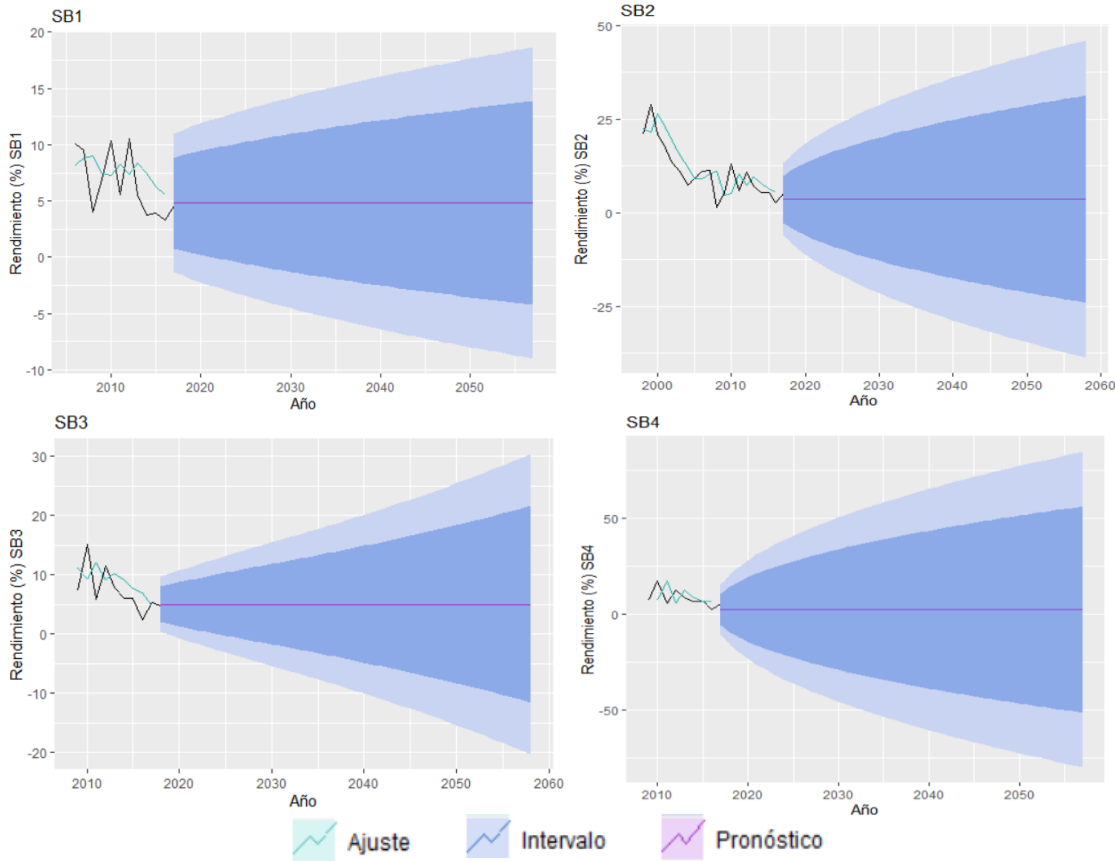 SB1
20
15
10
5
0
-5
-10
Rendimiento (%) SB1
2010
2020
2030
2040
2050
Año
SB2
50
25
0
-25
Rendimiento (%) SB2
2000
2010
2020
2030
2040
2050
2060
Año
SB3
30
20
10
0
-10
-20
Rendimiento (%) SB3
2010
2020
2030
2040
2050
2060
Año
SB4
50
0
-50
Rendimiento (%) SB4
2010
2020
2030
2040
2050
Año
Ajuste
Intervalo
Pronóstico